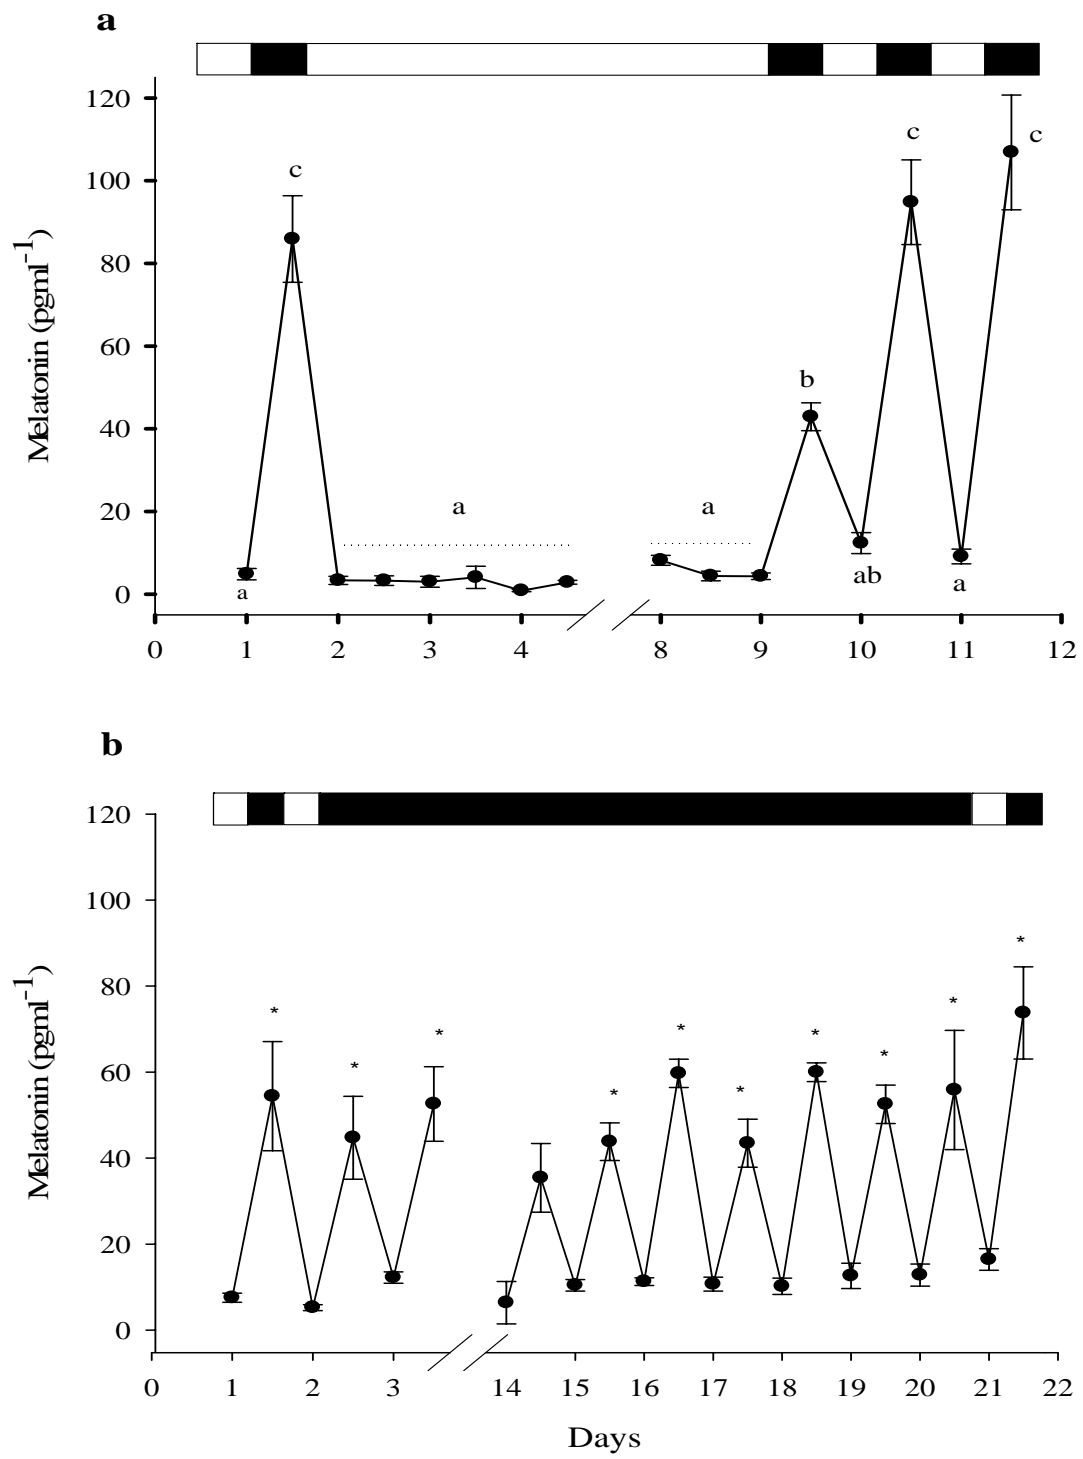 a
120
100
80
60
40
20
0
Melatonin (pgml⁻¹)
c
a
a
a
b
ab
c
a
c
0 1 2 3 4 8 9 10 11 12
b
120
100
80
60
40
20
0
Melatonin (pgml⁻¹)
* * * * * * * * * *
0 1 2 3 14 15 16 17 18 19 20 21 22
Days